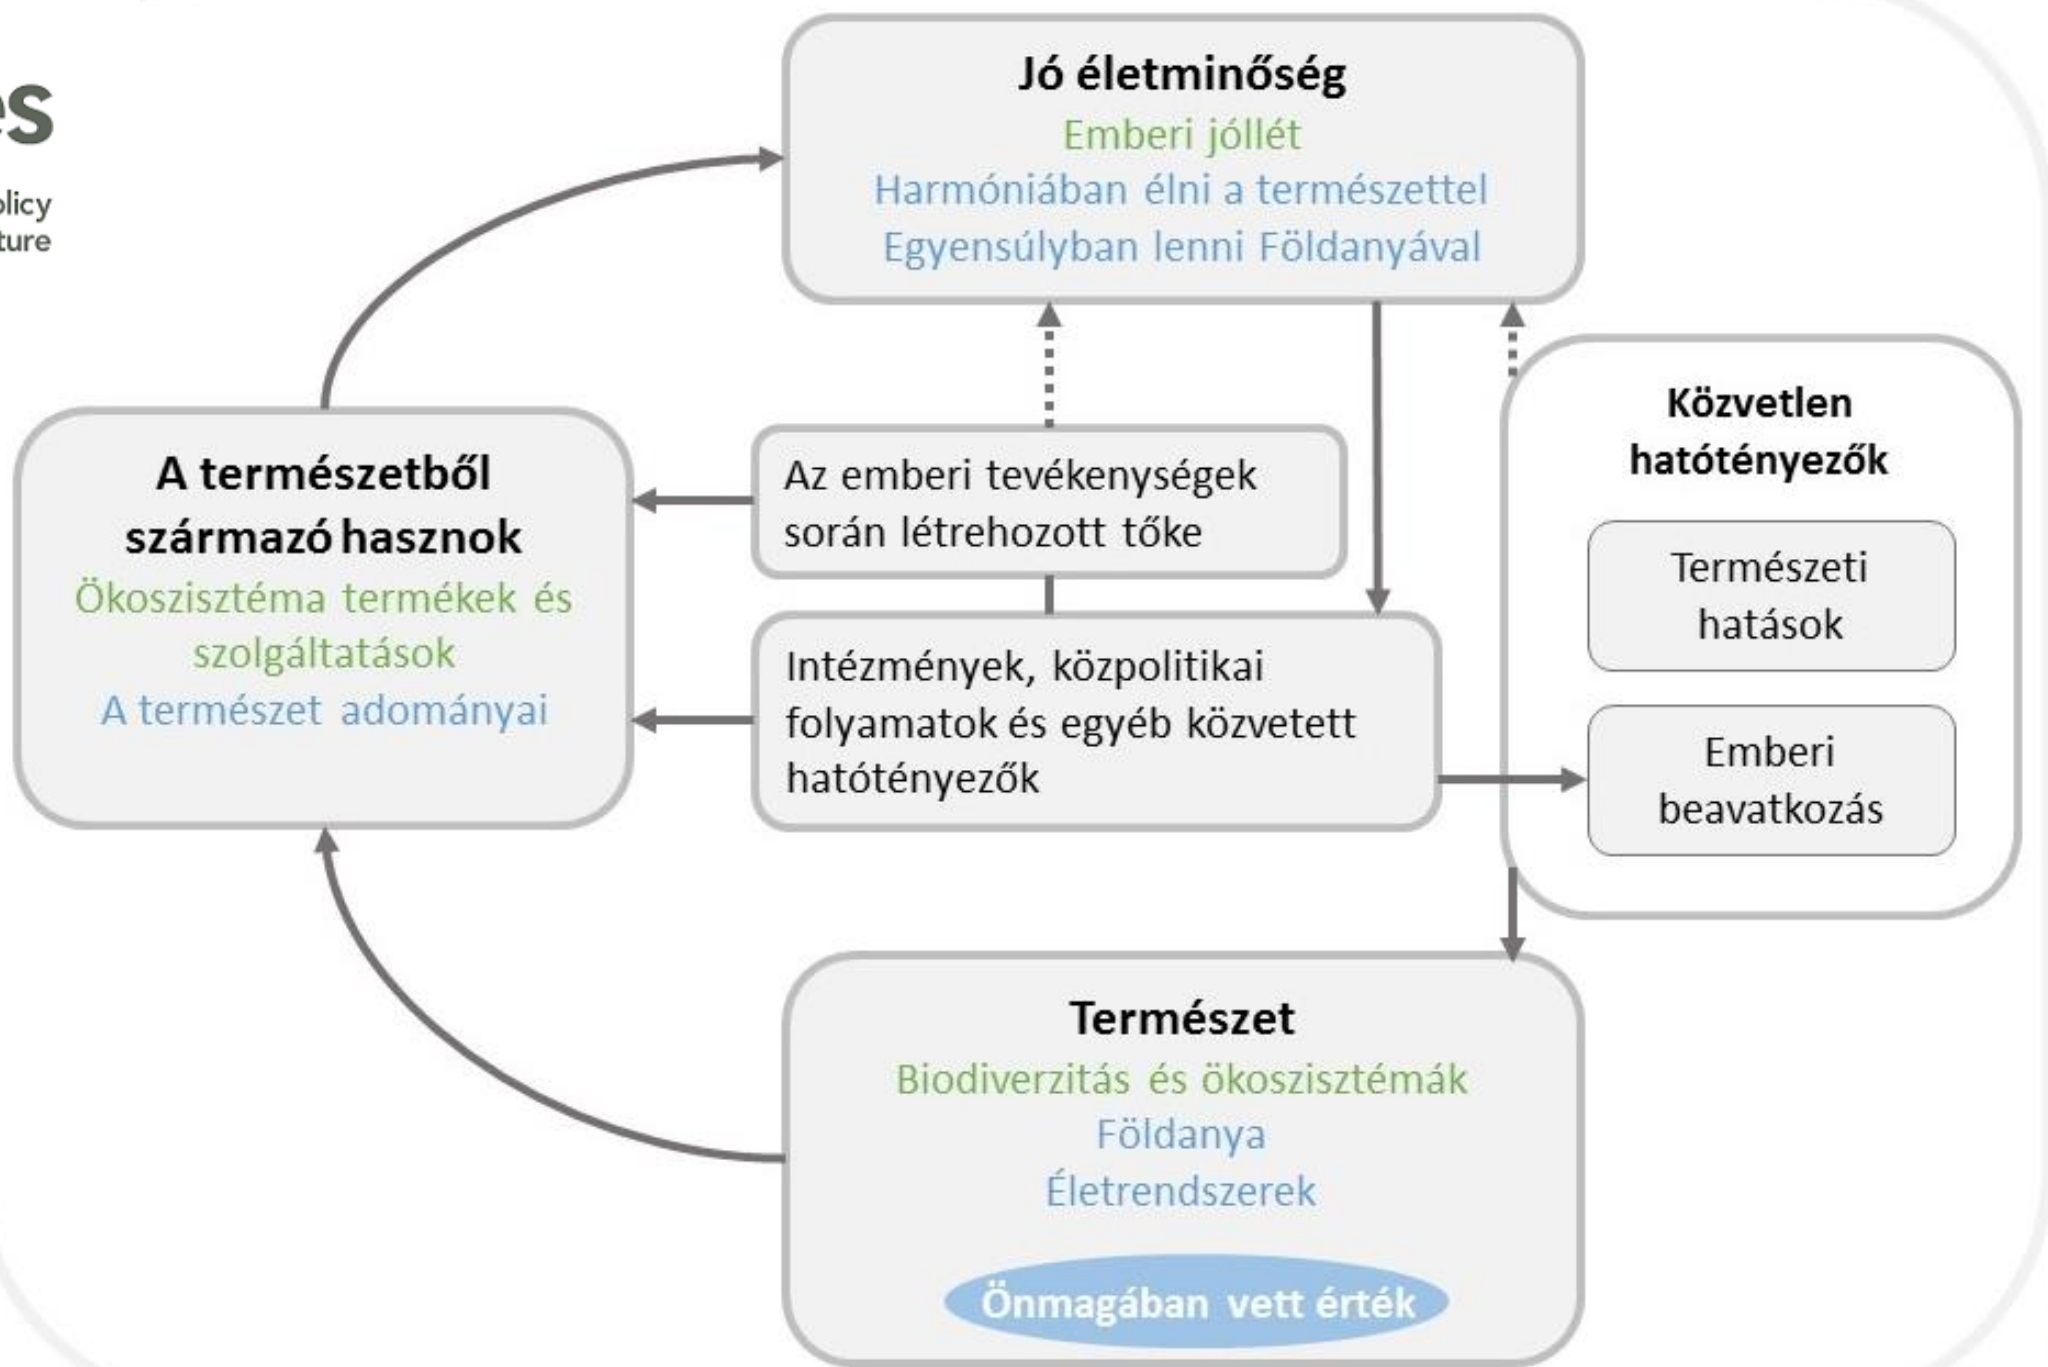 es
olicy
ture
Jó életminőség
Emberi jóllét
Harmóniában élni a természettel
Egyensúlyban lenni Földanyával
A természetből
származó hasznok
Ökoszisztéma termékek és
szolgáltatások
A természet adományai
Az emberi tevékenységek
során létrehozott tőke
Intézmények, közpolitikai
folyamatok és egyéb közvetett
hatótényezők
Közvetlen
hatótényezők
Természeti
hatások
Emberi
beavatkozás
Természet
Biodiverzitás és ökoszisztémák
Földanya
Életrendszerek
Önmagában vett érték